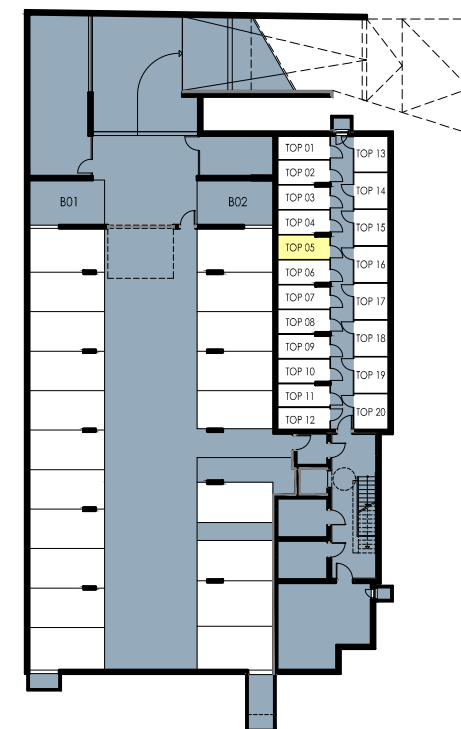 B01
B02
TOP 01
TOP 02
TOP 03
TOP 04
TOP 05
TOP 06
TOP 07
TOP 08
TOP 09
TOP 10
TOP 11
TOP 12
TOP 13
TOP 14
TOP 15
TOP 16
TOP 17
TOP 18
TOP 19
TOP 20